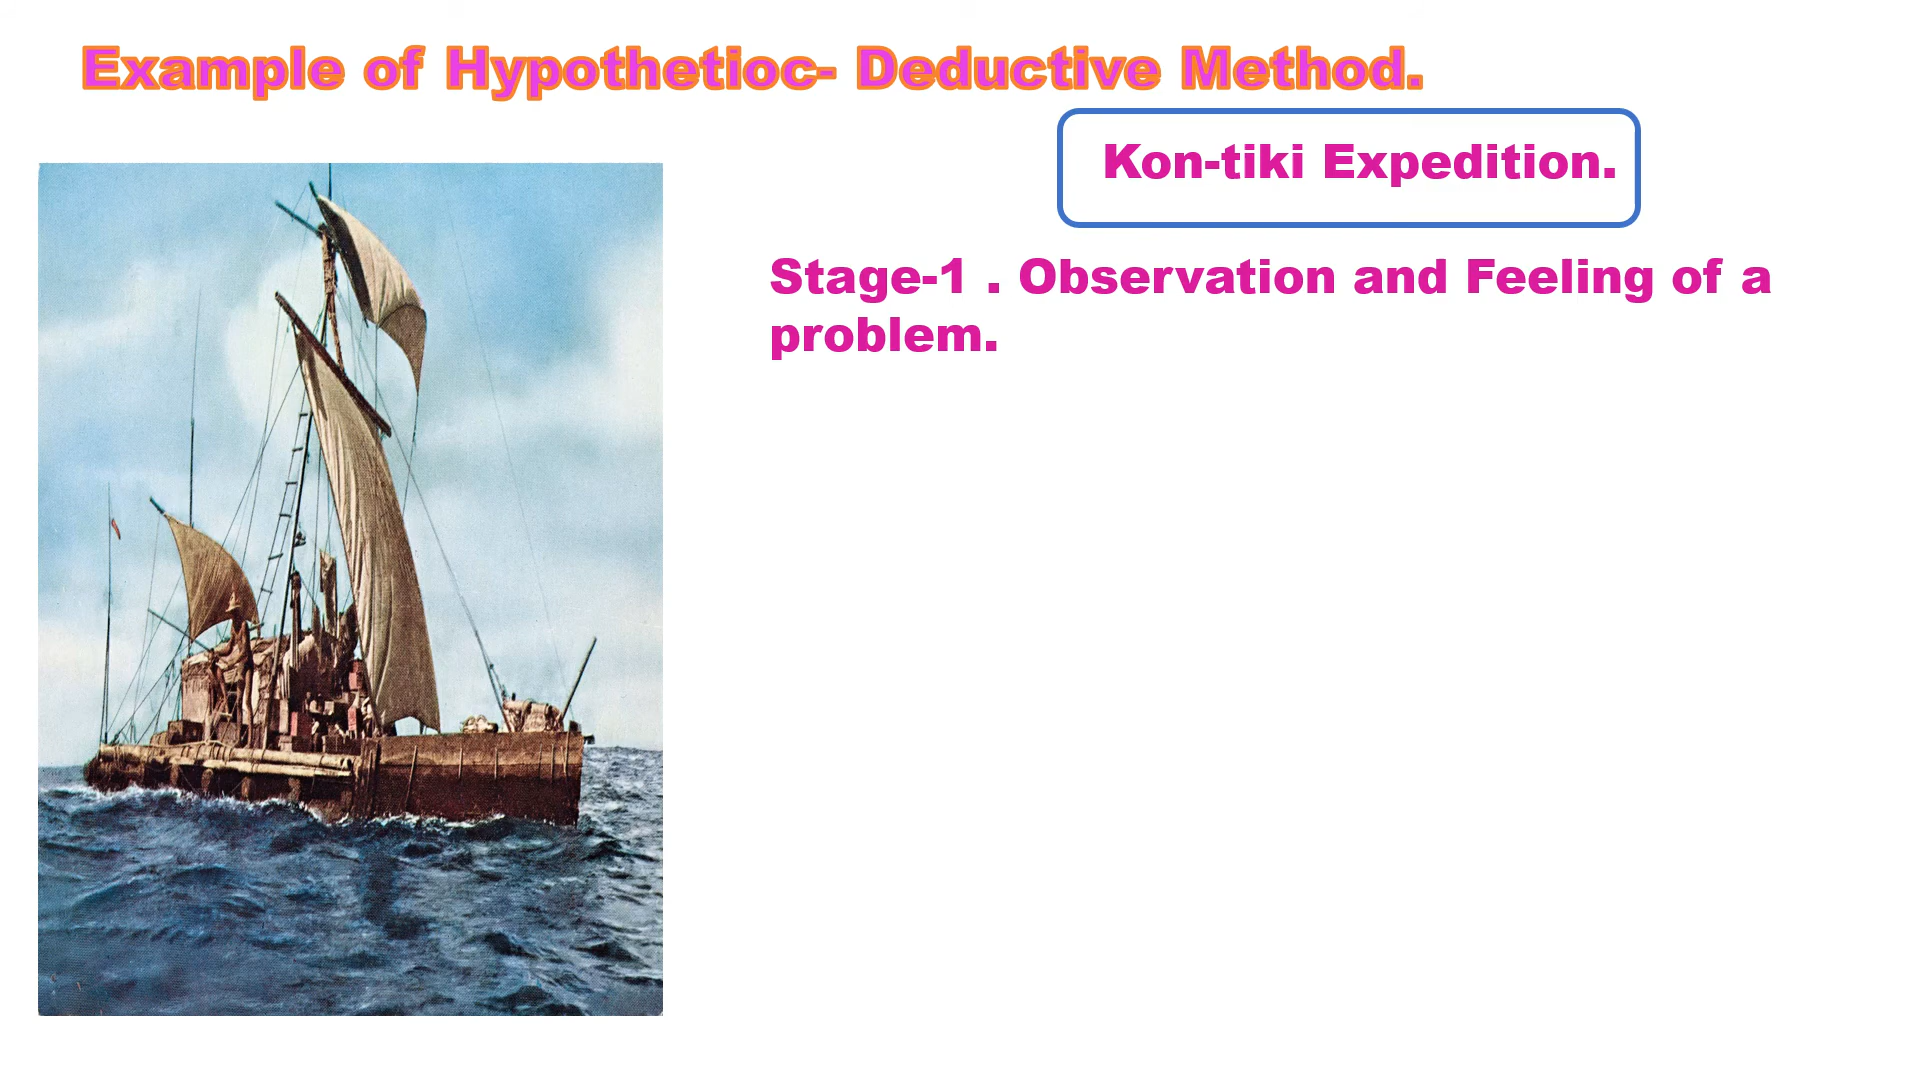 Example of Hypothetioc- Deductive Method.
Kon-tiki Expedition.
Stage-1 . Observation and Feeling of a
problem.